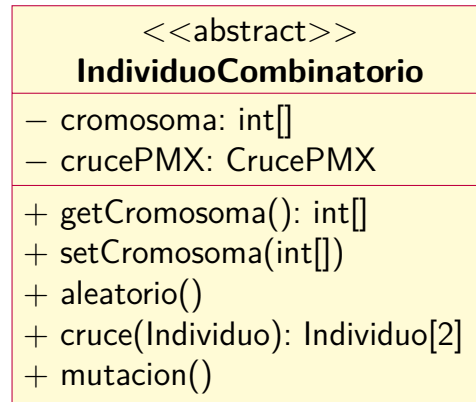 <<abstract>>
IndividuoCombinatorio
− cromosoma: int[]
− crucePMX: CrucePMX
+ getCromosoma(): int[]
+ setCromosoma(int[])
+ aleatorio()
+ cruce(Individuo): Individuo[2]
+ mutacion()